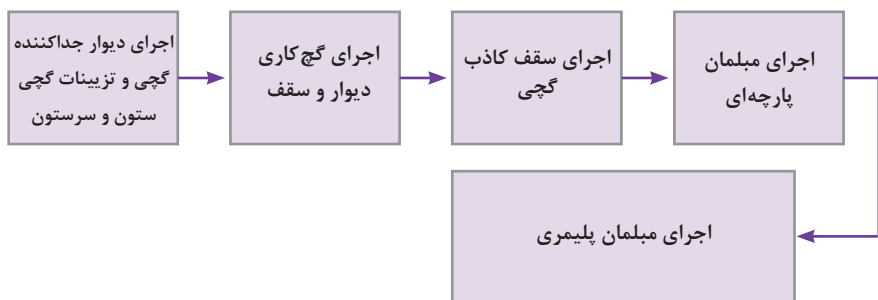 اجرای دیوار جداکننده
گچی و تزیینات گچی
ستون و سرستون
اجرای گچ‌کاری
دیوار و سقف
اجرای سقف کاذب
گچی
اجرای مبلمان
پارچه‌ای
اجرای مبلمان پلیمری